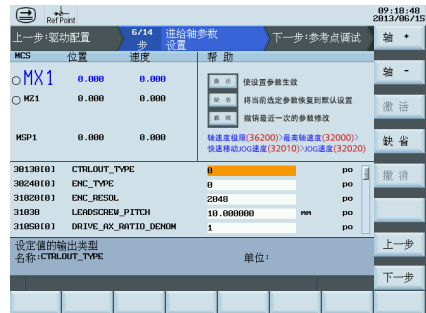 Ref Point
09:18:48
2013/06/15
上一步:驱动配置
6/14
步
进给轴参数
设置
下一步:参考点调试
轴 +
MCS
位置
速度
帮 助
轴 -
MX1
0.000
0.000
激 活
使设置参数生效
MZ1
0.000
0.000
缺 省
将当前选定参数恢复到默认设置
激 活
撤 销
撤销最近一次的参数修改
MSP1
0.000
0.000
轴速度极限(36200)>最高轴速度(32000)>
快速移动JOG速度(32010)>JOG速度(32020)
缺 省
30130[0] CTRLOUT_TYPE 0 po
撤 消
30240[0] ENC_TYPE 0 po
31020[0] ENC_RESOL 2048 po
31030 LEADSCREW_PITCH 10.000000 mm po
31050[0] DRIVE_AX_RATIO_DENOM 1 po
设定值的输出类型
名称:CTRLOUT_TYPE
单位:
上一步
下一步